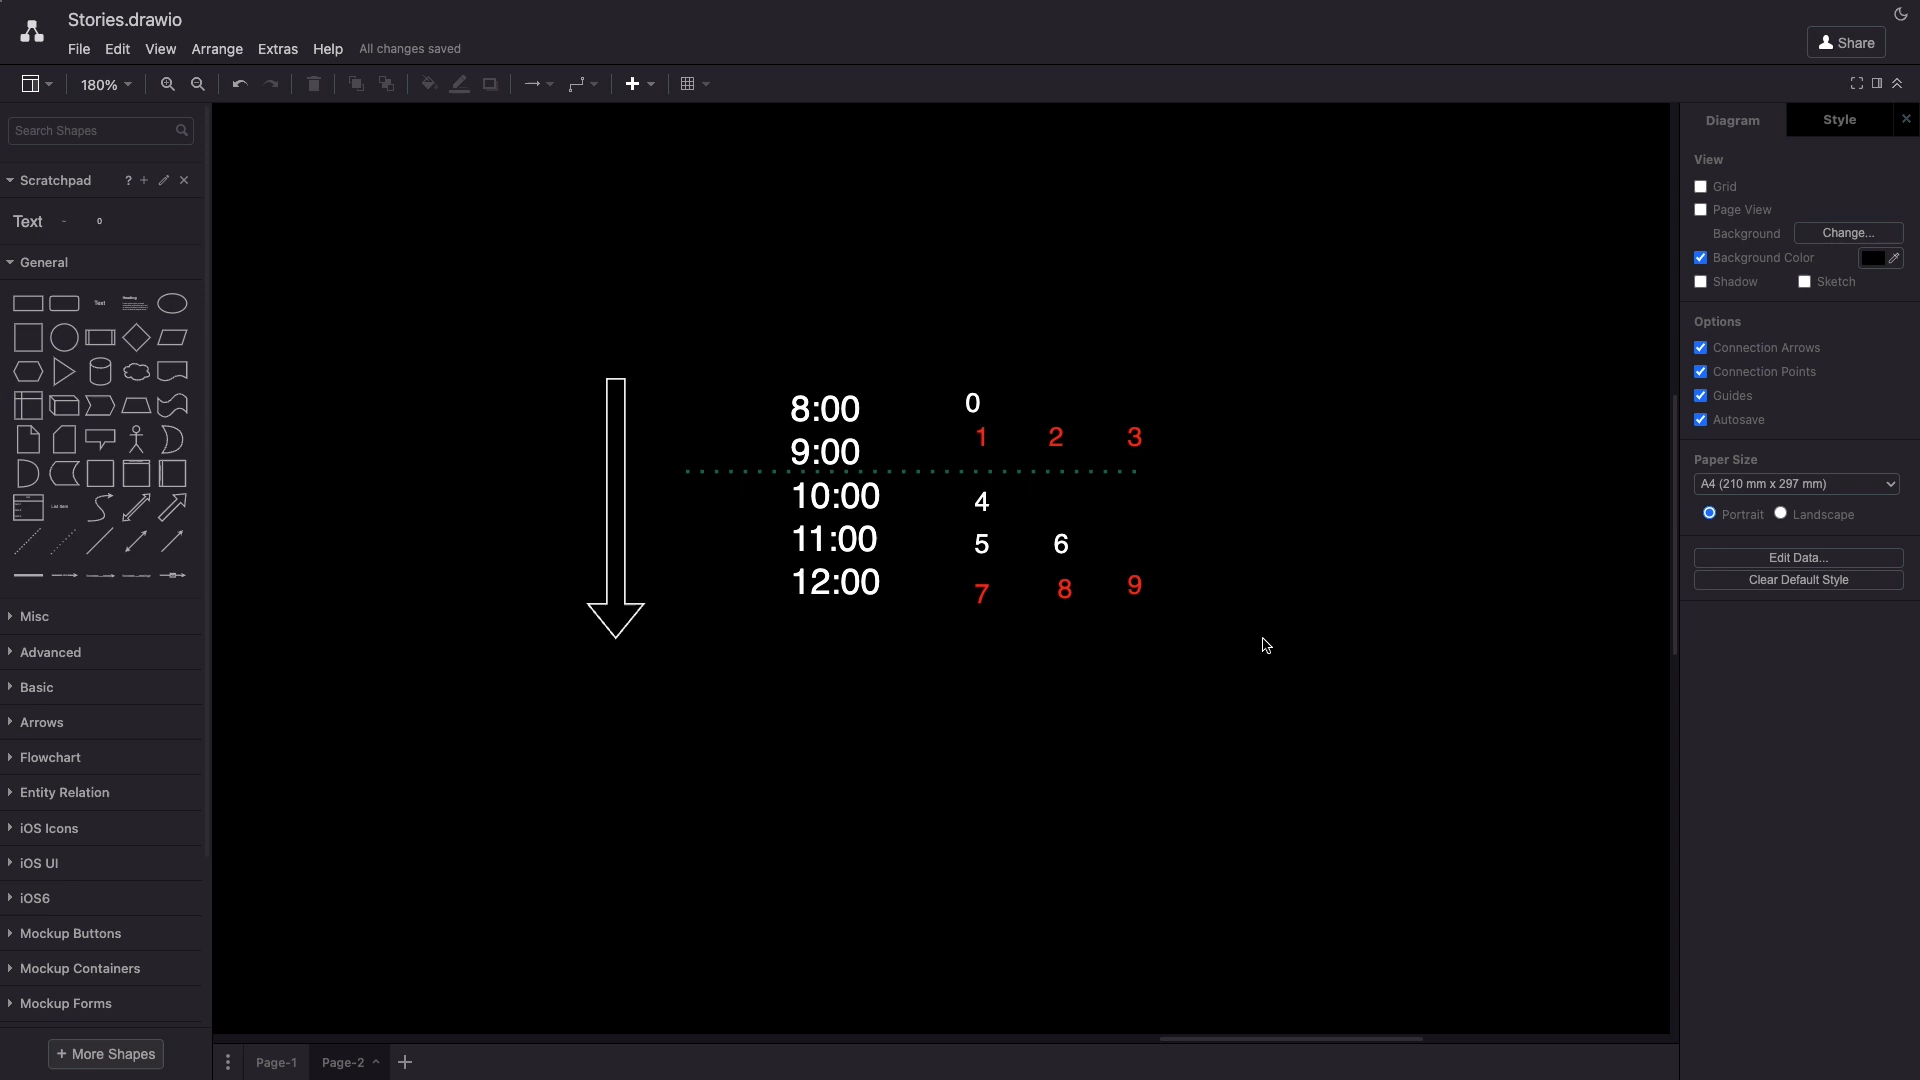 Stories.drawio
File Edit View Arrange Extras Help All changes saved
Share
180%
Search Shapes
Scratchpad ? +
Text - 0
General
Text
Heading
List Item
Misc
Advanced
Basic
Arrows
Flowchart
Entity Relation
iOS Icons
iOS UI
iOS6
Mockup Buttons
Mockup Containers
Mockup Forms
+ More Shapes
8:00 0
1 2 3
9:00
10:00 4
11:00 5 6
12:00 7 8 9
Page-1 Page-2
Diagram Style
View
Grid
Page View
Background Change...
Background Color
Shadow Sketch
Options
Connection Arrows
Connection Points
Guides
Autosave
Paper Size
A4 (210 mm x 297 mm)
Portrait Landscape
Edit Data...
Clear Default Style